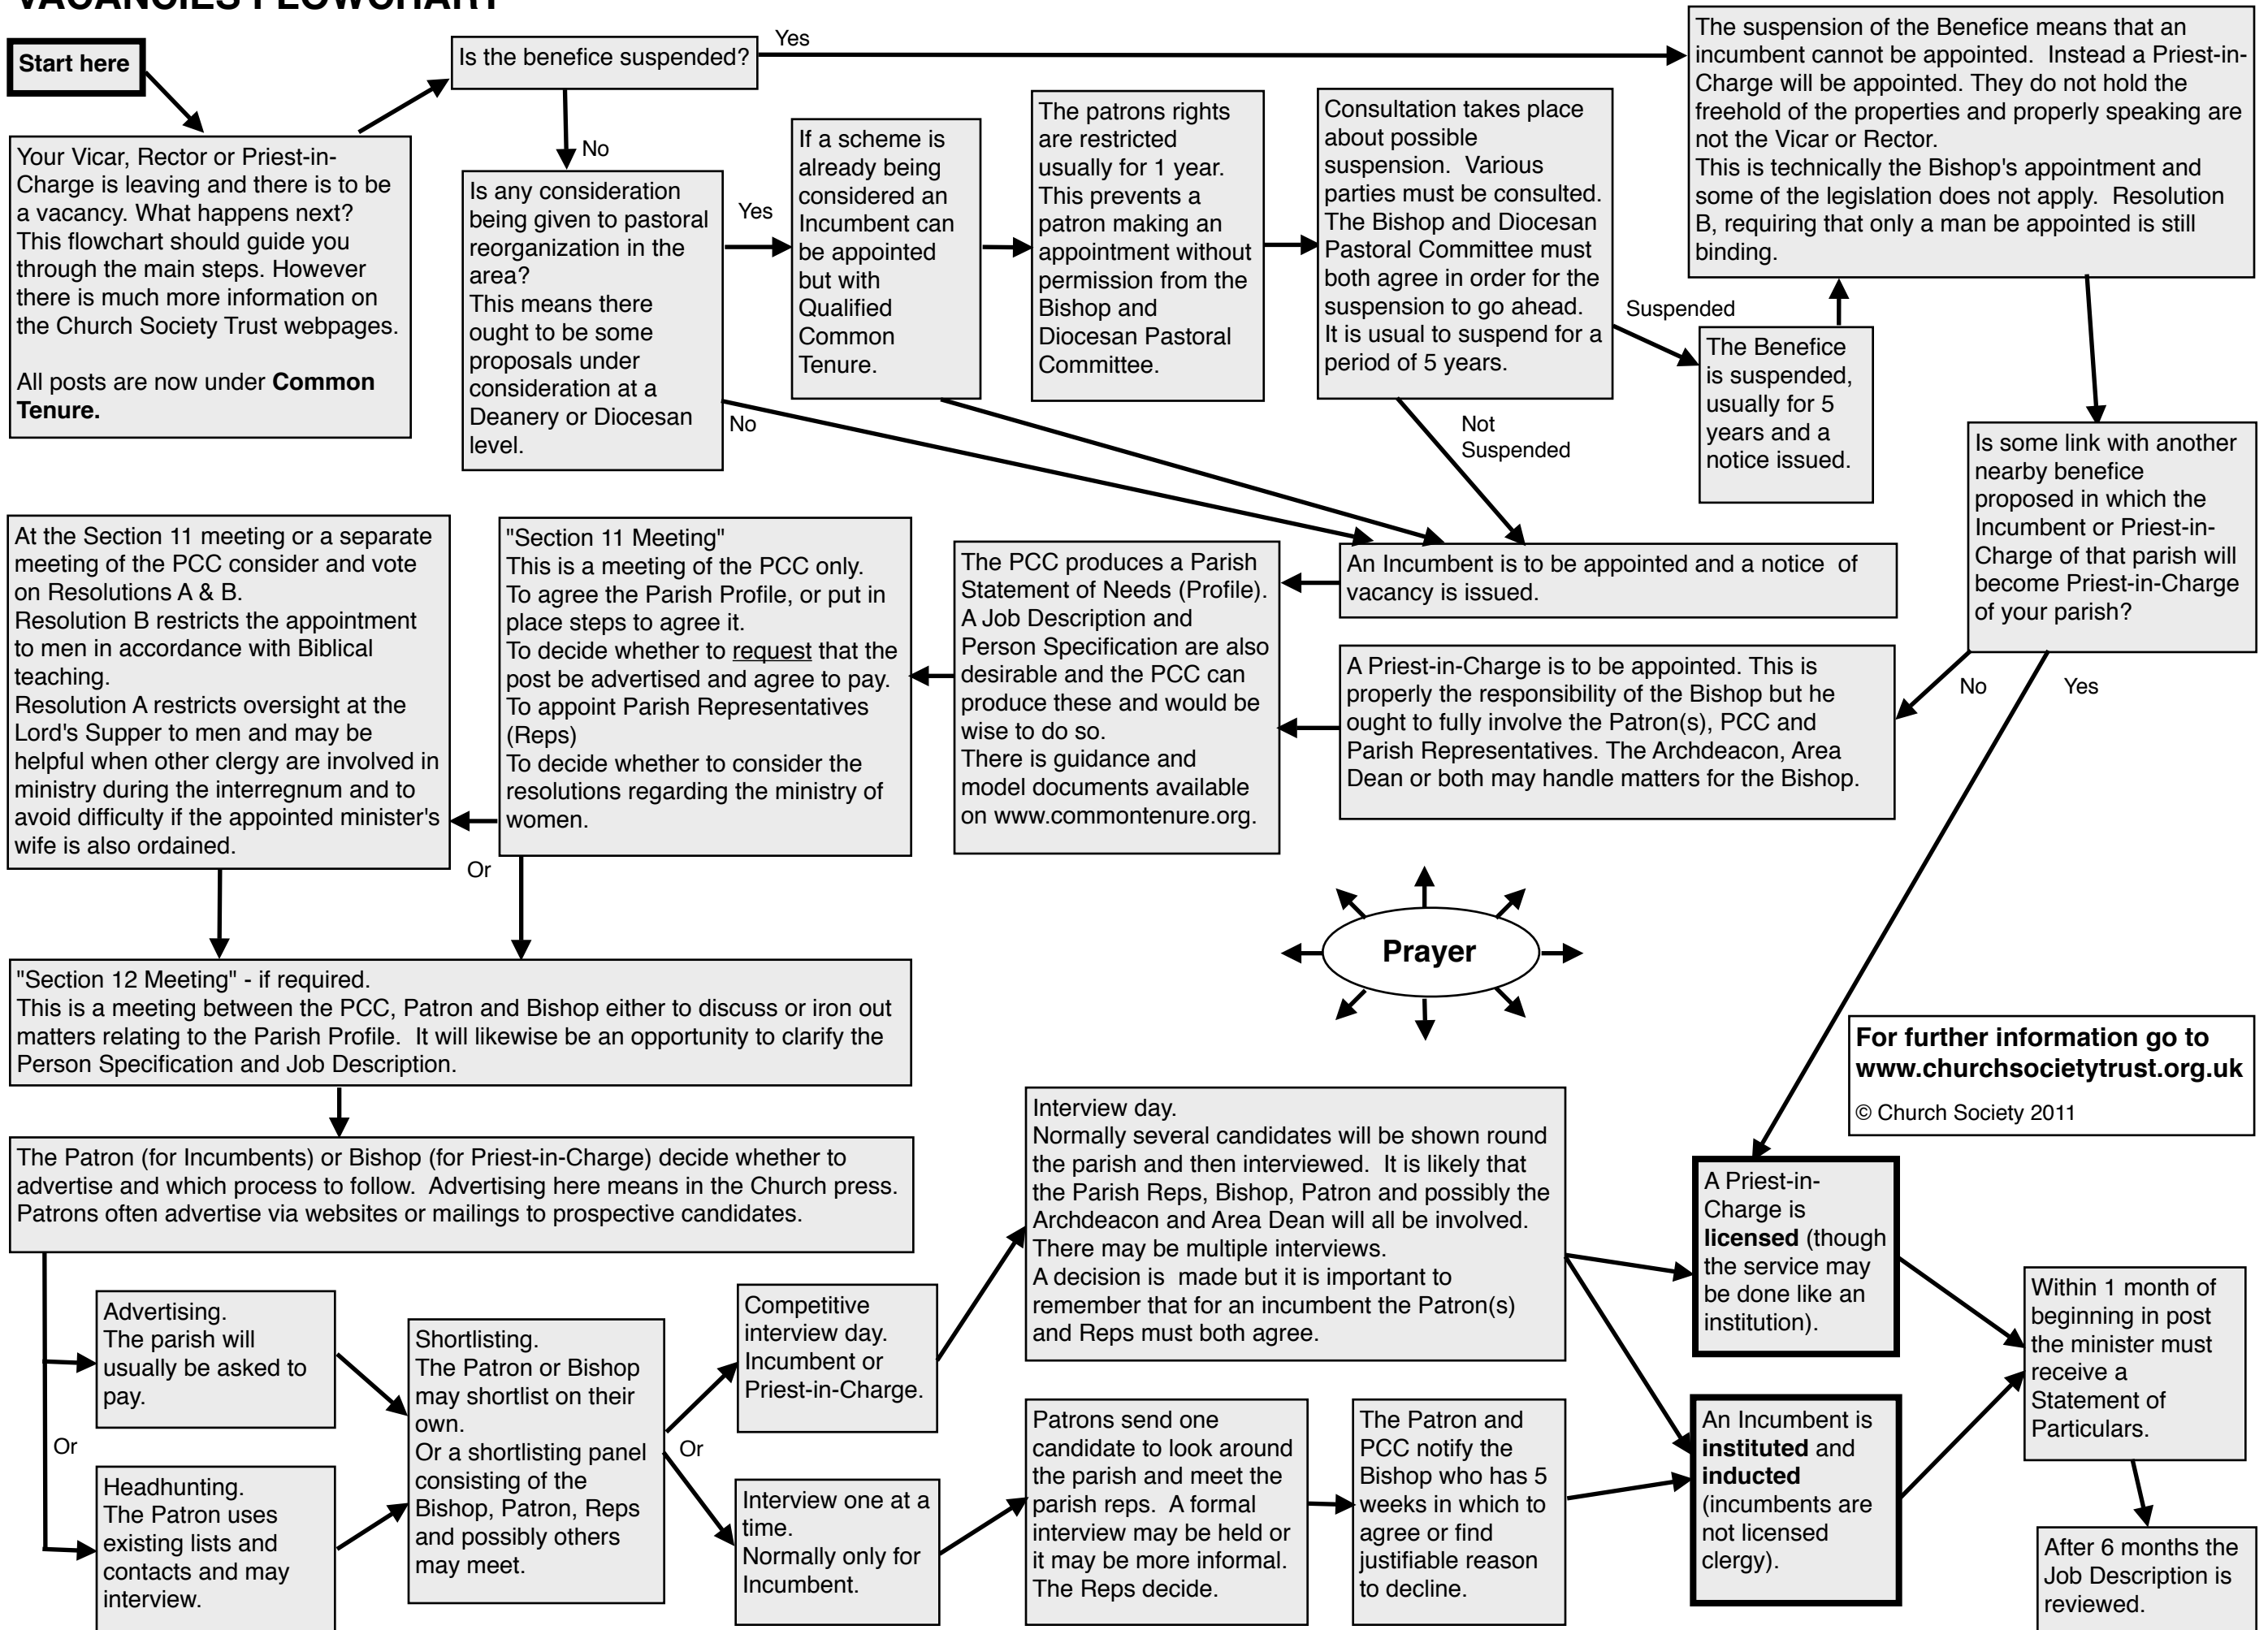 VACANCIES FLOWCHART
Start here
Your Vicar, Rector or Priest-in-
Charge is leaving and there is to be
a vacancy. What happens next?
This flowchart should guide you
through the main steps. However
there is much more information on
the Church Society Trust webpages.
All posts are now under Common
Tenure.
Is the benefice suspended?
Yes
No
Is any consideration
being given to pastoral
reorganization in the
area?
This means there
ought to be some
proposals under
consideration at a
Deanery or Diocesan
level.
Yes
No
If a scheme is
already being
considered an
Incumbent can
be appointed
but with
Qualified
Common
Tenure.
The patrons rights
are restricted
usually for 1 year.
This prevents a
patron making an
appointment without
permission from the
Bishop and
Diocesan Pastoral
Committee.
Consultation takes place
about possible
suspension.  Various
parties must be consulted.
The Bishop and Diocesan
Pastoral Committee must
both agree in order for the
suspension to go ahead.
It is usual to suspend for a
period of 5 years.
Suspended
Not
Suspended
The Benefice
is suspended,
usually for 5
years and a
notice issued.
The suspension of the Benefice means that an
incumbent cannot be appointed.  Instead a Priest-in-
Charge will be appointed. They do not hold the
freehold of the properties and properly speaking are
not the Vicar or Rector.
This is technically the Bishop's appointment and
some of the legislation does not apply.  Resolution
B, requiring that only a man be appointed is still
binding.
Is some link with another
nearby benefice
proposed in which the
Incumbent or Priest-in-
Charge of that parish will
become Priest-in-Charge
of your parish?
No
Yes
An Incumbent is to be appointed and a notice  of
vacancy is issued.
A Priest-in-Charge is to be appointed. This is
properly the responsibility of the Bishop but he
ought to fully involve the Patron(s), PCC and
Parish Representatives. The Archdeacon, Area
Dean or both may handle matters for the Bishop.
The PCC produces a Parish
Statement of Needs (Profile).
A Job Description and
Person Specification are also
desirable and the PCC can
produce these and would be
wise to do so.
There is guidance and
model documents available
on www.commontenure.org.
"Section 11 Meeting"
This is a meeting of the PCC only.
To agree the Parish Profile, or put in
place steps to agree it.
To decide whether to request that the
post be advertised and agree to pay.
To appoint Parish Representatives
(Reps)
To decide whether to consider the
resolutions regarding the ministry of
women.
Or
At the Section 11 meeting or a separate
meeting of the PCC consider and vote
on Resolutions A & B.
Resolution B restricts the appointment
to men in accordance with Biblical
teaching.
Resolution A restricts oversight at the
Lord's Supper to men and may be
helpful when other clergy are involved in
ministry during the interregnum and to
avoid difficulty if the appointed minister's
wife is also ordained.
Prayer
"Section 12 Meeting" - if required.
This is a meeting between the PCC, Patron and Bishop either to discuss or iron out
matters relating to the Parish Profile.  It will likewise be an opportunity to clarify the
Person Specification and Job Description.
For further information go to
www.churchsocietytrust.org.uk
© Church Society 2011
The Patron (for Incumbents) or Bishop (for Priest-in-Charge) decide whether to
advertise and which process to follow.  Advertising here means in the Church press.
Patrons often advertise via websites or mailings to prospective candidates.
Advertising.
The parish will
usually be asked to
pay.
Or
Headhunting.
The Patron uses
existing lists and
contacts and may
interview.
Shortlisting.
The Patron or Bishop
may shortlist on their
own.
Or a shortlisting panel
consisting of the
Bishop, Patron, Reps
and possibly others
may meet.
Or
Competitive
interview day.
Incumbent or
Priest-in-Charge.
Interview one at a
time.
Normally only for
Incumbent.
Interview day.
Normally several candidates will be shown round
the parish and then interviewed.  It is likely that
the Parish Reps, Bishop, Patron and possibly the
Archdeacon and Area Dean will all be involved.
There may be multiple interviews.
A decision is  made but it is important to
remember that for an incumbent the Patron(s)
and Reps must both agree.
Patrons send one
candidate to look around
the parish and meet the
parish reps.  A formal
interview may be held or
it may be more informal.
The Reps decide.
The Patron and
PCC notify the
Bishop who has 5
weeks in which to
agree or find
justifiable reason
to decline.
A Priest-in-
Charge is
licensed (though
the service may
be done like an
institution).
An Incumbent is
instituted and
inducted
(incumbents are
not licensed
clergy).
Within 1 month of
beginning in post
the minister must
receive a
Statement of
Particulars.
After 6 months the
Job Description is
reviewed.